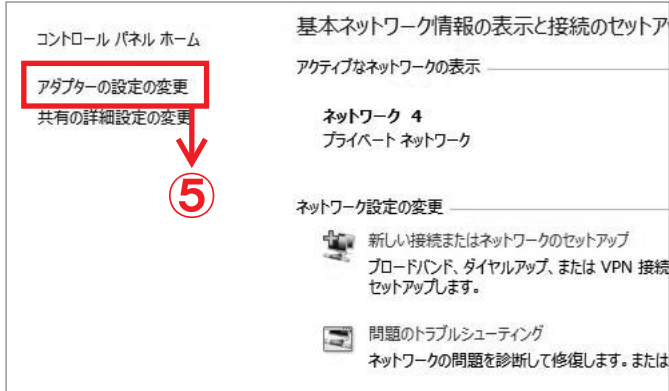 コントロール パネル ホーム
アダプターの設定の変更
共有の詳細設定の変更
⑤
基本ネットワーク情報の表示と接続のセットア
アクティブなネットワークの表示
ネットワーク 4
プライベート ネットワーク
ネットワーク設定の変更
新しい接続またはネットワークのセットアップ
ブロードバンド、ダイヤルアップ、または VPN 接続
セットアップします。
問題のトラブルシューティング
ネットワークの問題を診断して修復します。または